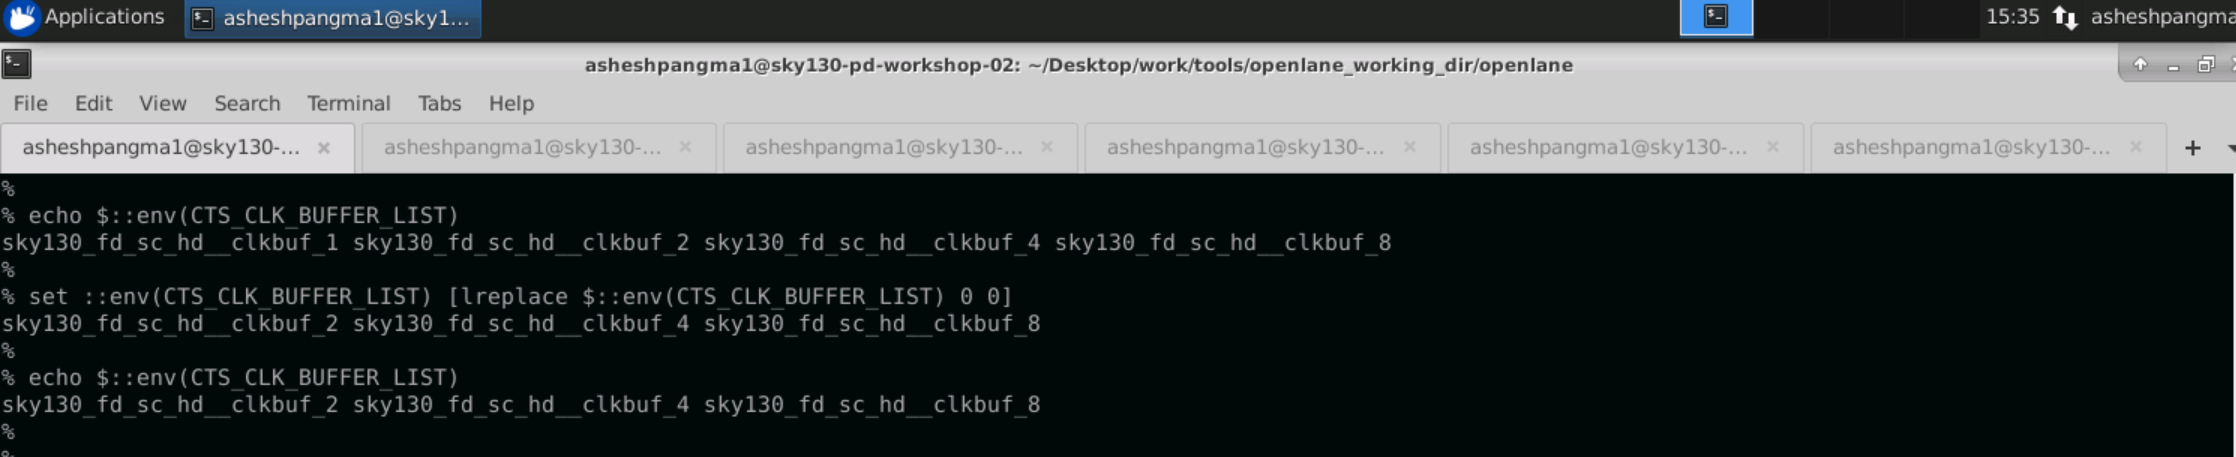 Applications asheshpangma1@sky1... 15:35 asheshpangma
asheshpangma1@sky130-pd-workshop-02: ~/Desktop/work/tools/openlane_working_dir/openlane
File Edit View Search Terminal Tabs Help
asheshpangma1@sky130-... asheshpangma1@sky130-... asheshpangma1@sky130-... asheshpangma1@sky130-... asheshpangma1@sky130-... asheshpangma1@sky130-...
%
% echo $::env(CTS_CLK_BUFFER_LIST)
sky130_fd_sc_hd__clkbuf_1 sky130_fd_sc_hd__clkbuf_2 sky130_fd_sc_hd__clkbuf_4 sky130_fd_sc_hd__clkbuf_8
%
% set ::env(CTS_CLK_BUFFER_LIST) [lreplace $::env(CTS_CLK_BUFFER_LIST) 0 0]
sky130_fd_sc_hd__clkbuf_2 sky130_fd_sc_hd__clkbuf_4 sky130_fd_sc_hd__clkbuf_8
%
% echo $::env(CTS_CLK_BUFFER_LIST)
sky130_fd_sc_hd__clkbuf_2 sky130_fd_sc_hd__clkbuf_4 sky130_fd_sc_hd__clkbuf_8
%